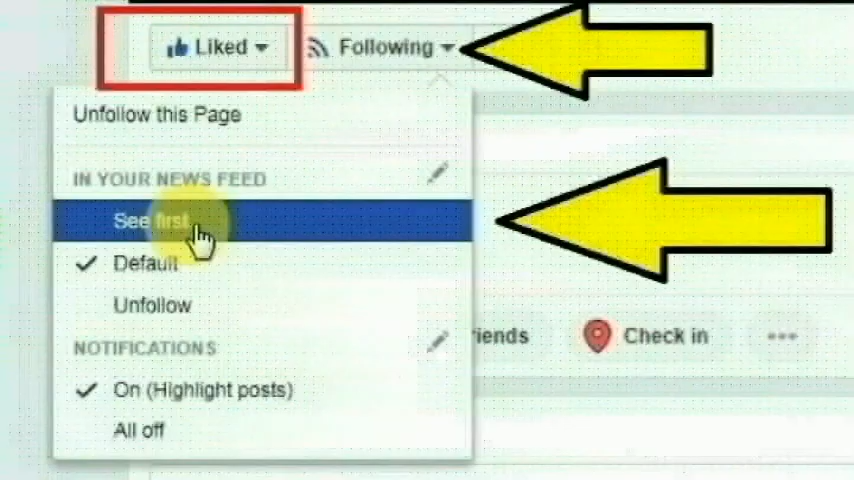 Liked Following
Unfollow this Page
IN YOUR NEWS FEED
See first
Default
Unfollow
NOTIFICATIONS
riends Check in
On (Highlight posts)
All off